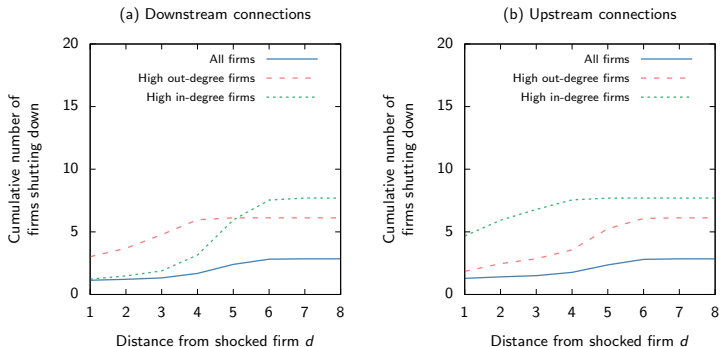 (a) Downstream connections
20
15
10
5
0
1 2 3 4 5 6 7 8
Cumulative number of
firms shutting down
Distance from shocked firm d
All firms
High out-degree firms
High in-degree firms
(b) Upstream connections
20
15
10
5
0
1 2 3 4 5 6 7 8
Cumulative number of
firms shutting down
Distance from shocked firm d
All firms
High out-degree firms
High in-degree firms